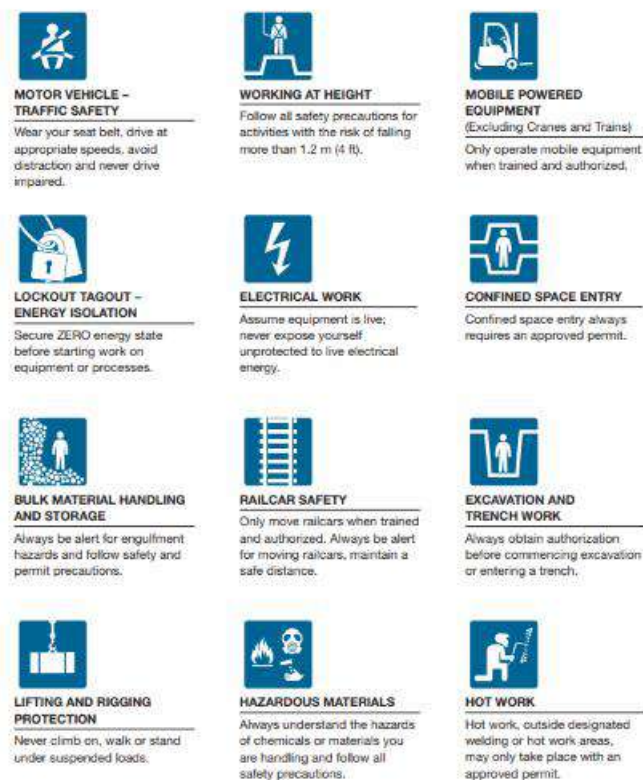 MOTOR VEHICLE –
TRAFFIC SAFETY
Wear your seat belt, drive at
appropriate speeds, avoid
distraction and never drive
impaired.
WORKING AT HEIGHT
Follow all safety precautions for
activities with the risk of falling
more than 1.2 m (4 ft).
MOBILE POWERED
EQUIPMENT
(Excluding Cranes and Trains)
Only operate mobile equipment
when trained and authorized.
LOCKOUT TAGOUT –
ENERGY ISOLATION
Secure ZERO energy state
before starting work on
equipment or processes.
ELECTRICAL WORK
Assume equipment is live;
never expose yourself
unprotected to live electrical
energy.
CONFINED SPACE ENTRY
Confined space entry always
requires an approved permit.
BULK MATERIAL HANDLING
AND STORAGE
Always be alert for engulfment
hazards and follow safety and
permit precautions.
RAILCAR SAFETY
Only move railcars when trained
and authorized. Always be alert
for moving railcars, maintain a
safe distance.
EXCAVATION AND
TRENCH WORK
Always obtain authorization
before commencing excavation
or entering a trench.
LIFTING AND RIGGING
PROTECTION
Never climb on, walk or stand
under suspended loads.
HAZARDOUS MATERIALS
Always understand the hazards
of chemicals or materials you
are handling and follow all
safety precautions.
HOT WORK
Hot work, outside designated
welding or hot work areas,
may only take place with an
approved permit.